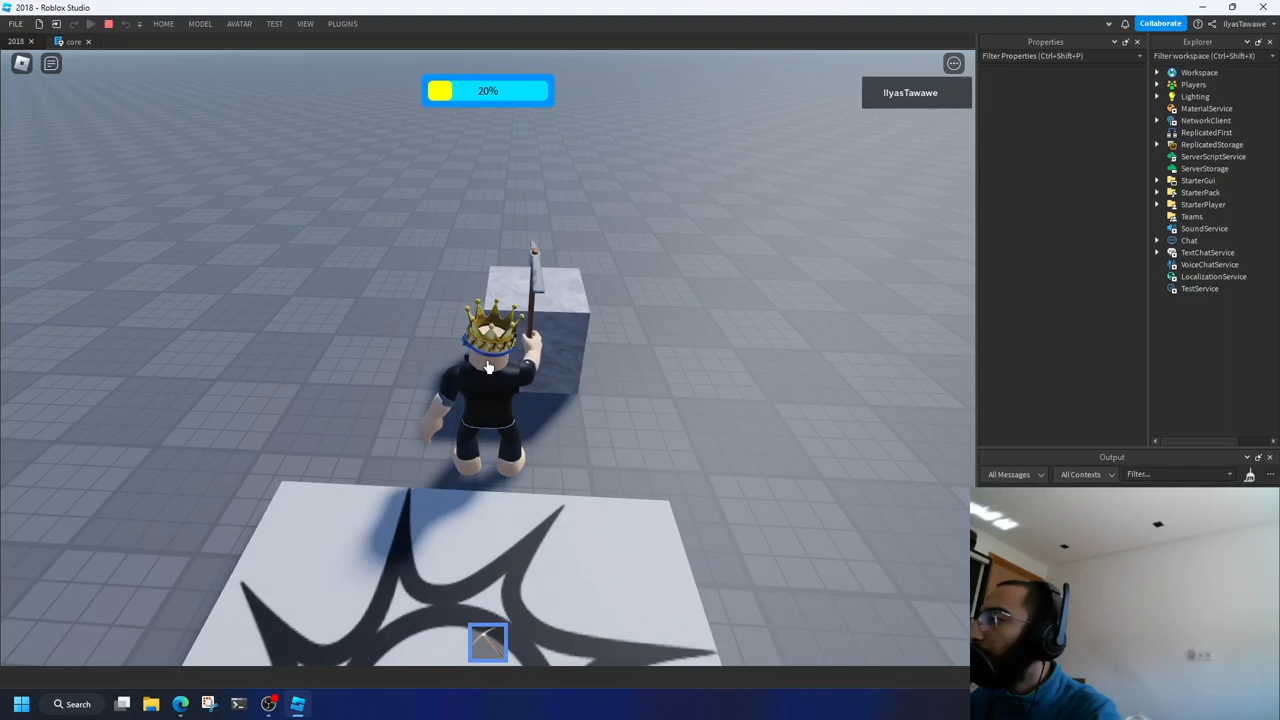 2018 - Roblox Studio
FILE
HOME
MODEL
AVATAR
TEST
VIEW
PLUGINS
Collaborate
IlyasTawawe
2018
core
20%
IlyasTawawe
Properties
Filter Properties (Ctrl+Shift+P)
Explorer
Filter workspace (Ctrl+Shift+X)
Workspace
Players
Lighting
MaterialService
NetworkClient
ReplicatedFirst
ReplicatedStorage
ServerScriptService
ServerStorage
StarterGui
StarterPack
StarterPlayer
Teams
SoundService
Chat
TextChatService
VoiceChatService
LocalizationService
TestService
Output
All Messages
All Contexts
Filter...
Search